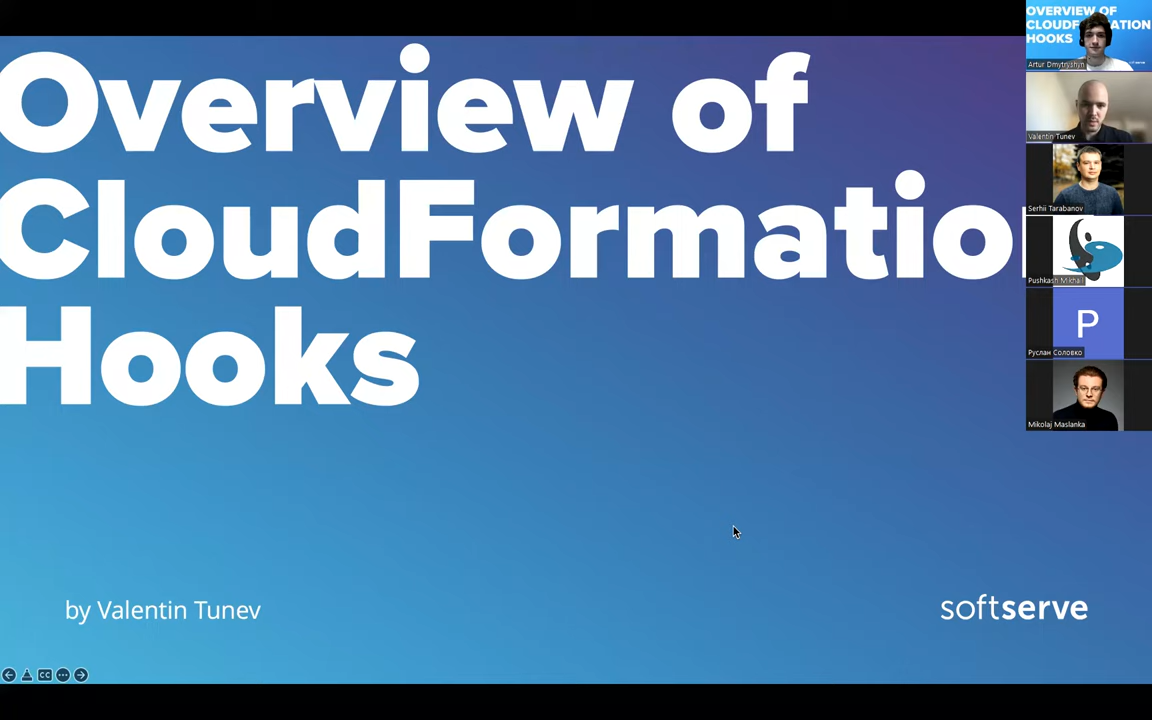 Overview of
CloudFormatio
Hooks
by Valentin Tunev
softserve
CC
OVERVIEW OF
CLOUDF ATION
HOOKS
Artur Dmytryshyn
Valentin Tunev
Serhii Tarabanov
Pushkash Mikhail
P
Руслан Соловко
Mikolaj Maslanka